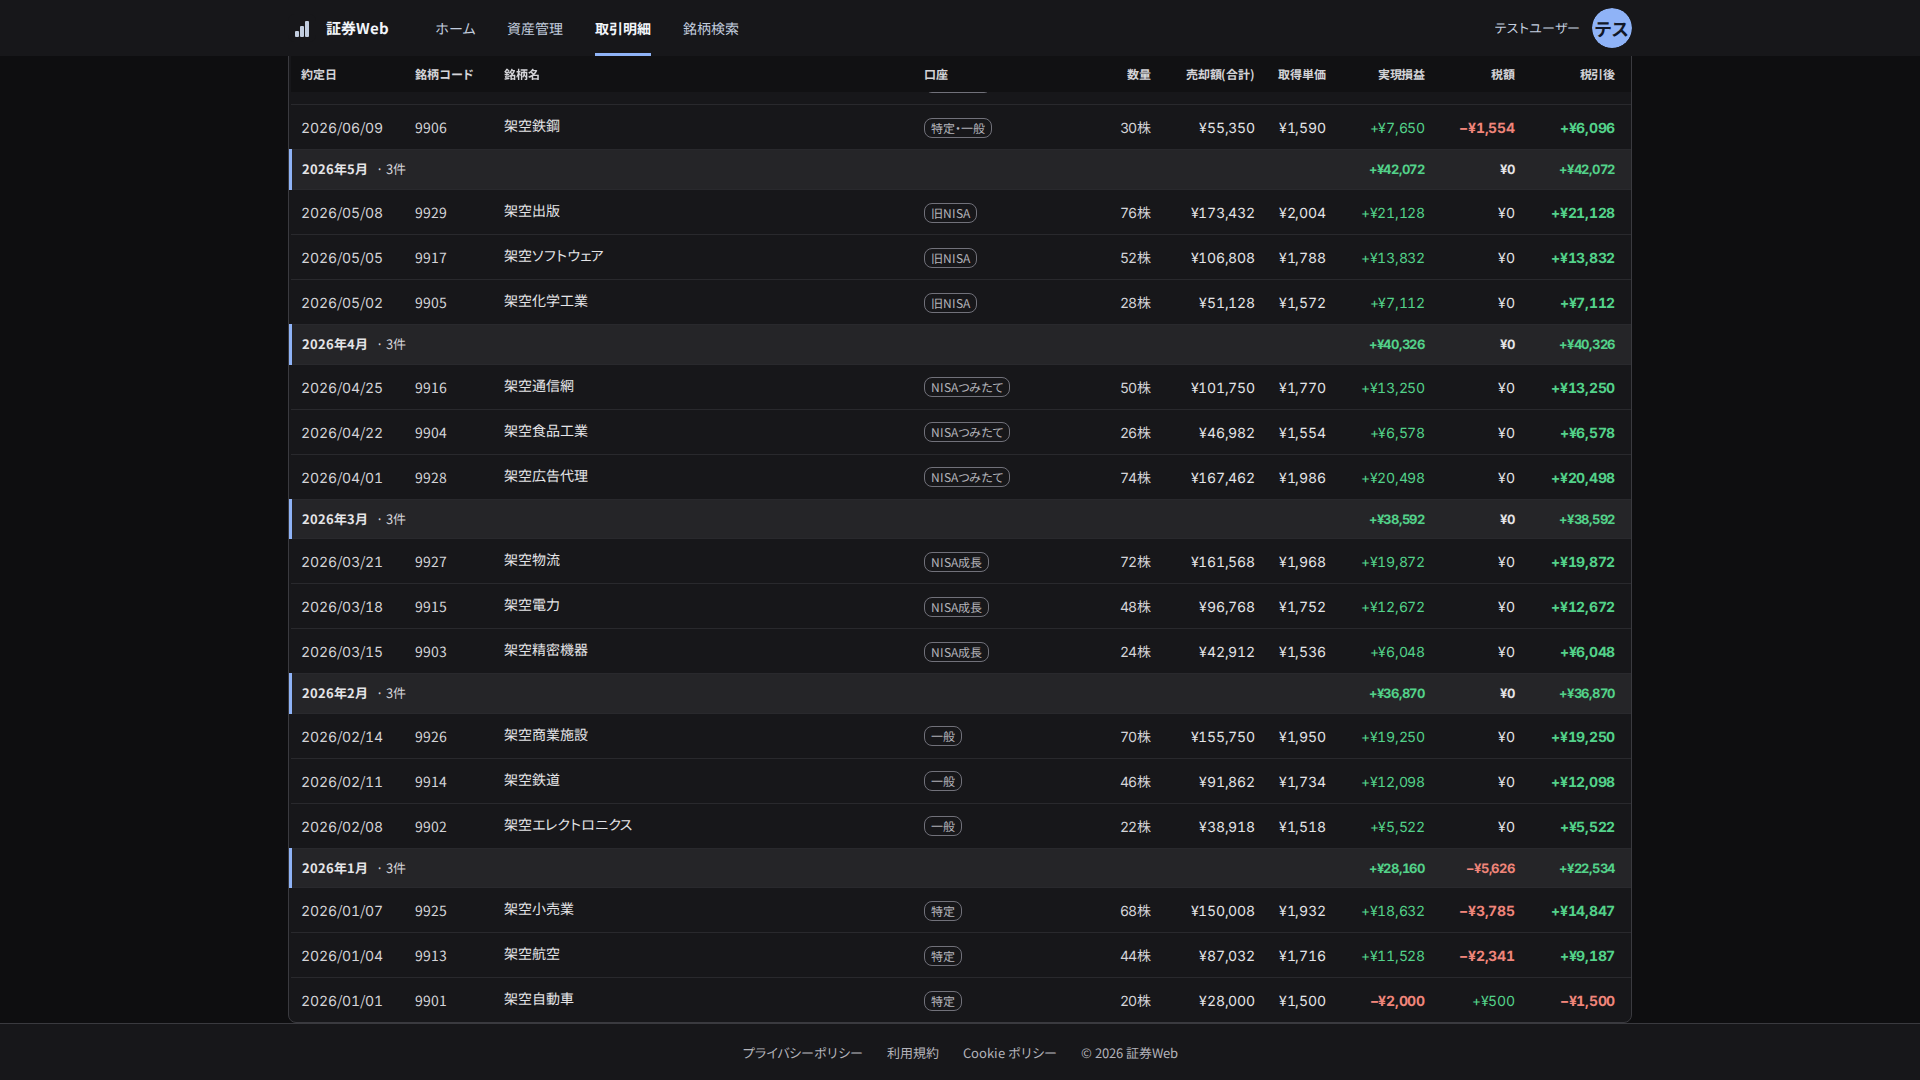 証券Web ホーム 資産管理 取引明細 銘柄検索 テストユーザー テス
約定日 銘柄コード 銘柄名 口座 数量 売却額(合計) 取得単価 実現損益 税額 税引後
2026/06/09 9906 架空鉄鋼 特定・一般 30株 ¥55,350 ¥1,590 +¥7,650 −¥1,554 +¥6,096
2026年5月 · 3件 +¥42,072 ¥0 +¥42,072
2026/05/08 9929 架空出版 旧NISA 76株 ¥173,432 ¥2,004 +¥21,128 ¥0 +¥21,128
2026/05/05 9917 架空ソフトウェア 旧NISA 52株 ¥106,808 ¥1,788 +¥13,832 ¥0 +¥13,832
2026/05/02 9905 架空化学工業 旧NISA 28株 ¥51,128 ¥1,572 +¥7,112 ¥0 +¥7,112
2026年4月 · 3件 +¥40,326 ¥0 +¥40,326
2026/04/25 9916 架空通信網 NISAつみたて 50株 ¥101,750 ¥1,770 +¥13,250 ¥0 +¥13,250
2026/04/22 9904 架空食品工業 NISAつみたて 26株 ¥46,982 ¥1,554 +¥6,578 ¥0 +¥6,578
2026/04/01 9928 架空広告代理 NISAつみたて 74株 ¥167,462 ¥1,986 +¥20,498 ¥0 +¥20,498
2026年3月 · 3件 +¥38,592 ¥0 +¥38,592
2026/03/21 9927 架空物流 NISA成長 72株 ¥161,568 ¥1,968 +¥19,872 ¥0 +¥19,872
2026/03/18 9915 架空電力 NISA成長 48株 ¥96,768 ¥1,752 +¥12,672 ¥0 +¥12,672
2026/03/15 9903 架空精密機器 NISA成長 24株 ¥42,912 ¥1,536 +¥6,048 ¥0 +¥6,048
2026年2月 · 3件 +¥36,870 ¥0 +¥36,870
2026/02/14 9926 架空商業施設 一般 70株 ¥155,750 ¥1,950 +¥19,250 ¥0 +¥19,250
2026/02/11 9914 架空鉄道 一般 46株 ¥91,862 ¥1,734 +¥12,098 ¥0 +¥12,098
2026/02/08 9902 架空エレクトロニクス 一般 22株 ¥38,918 ¥1,518 +¥5,522 ¥0 +¥5,522
2026年1月 · 3件 +¥28,160 −¥5,626 +¥22,534
2026/01/07 9925 架空小売業 特定 68株 ¥150,008 ¥1,932 +¥18,632 −¥3,785 +¥14,847
2026/01/04 9913 架空航空 特定 44株 ¥87,032 ¥1,716 +¥11,528 −¥2,341 +¥9,187
2026/01/01 9901 架空自動車 特定 20株 ¥28,000 ¥1,500 −¥2,000 +¥500 −¥1,500
プライバシーポリシー 利用規約 Cookie ポリシー © 2026 証券Web